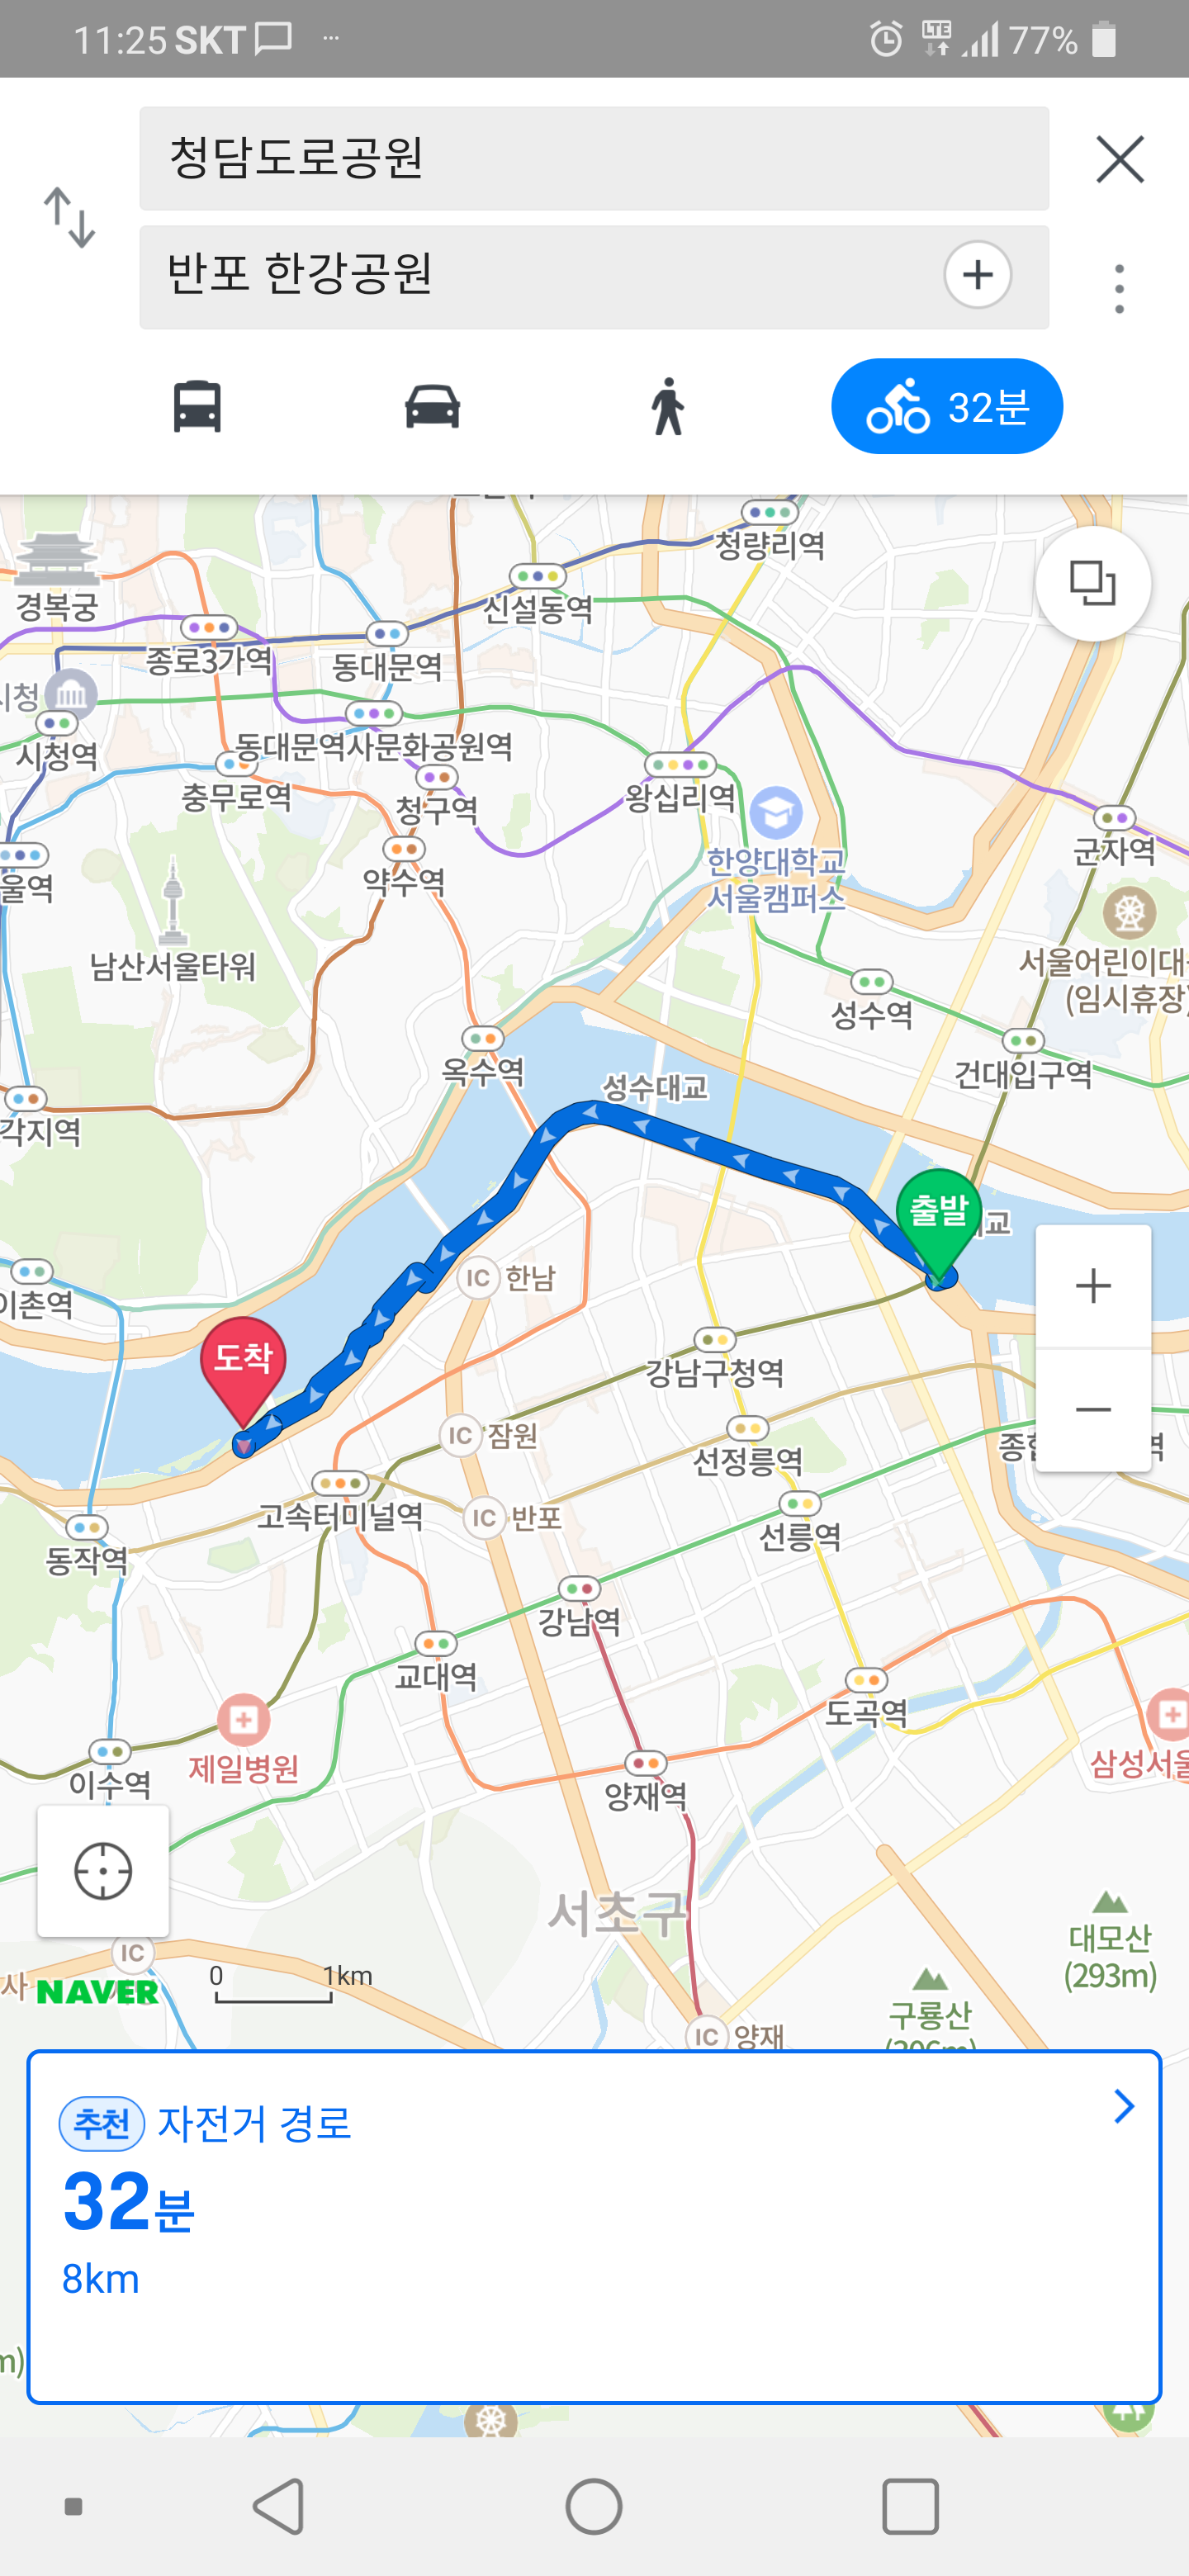 11:25 SKT ...
LTE 77%
청담도로공원
반포 한강공원
32분
청량리역
경복궁
신설동역
종로3가역
동대문역
시청
시청역
동대문역사문화공원역
충무로역
청구역
왕십리역
한양대학교
서울캠퍼스
군자역
울역
약수역
남산서울타워
서울어린이대
(임시휴장)
성수역
옥수역
성수대교
건대입구역
각지역
출발
대교
이촌역
IC 한남
도착
강남구청역
IC 잠원
선정릉역
종합
역
고속터미널역
IC 반포
선릉역
동작역
강남역
교대역
도곡역
제일병원
삼성서울
이수역
양재역
서초구
대모산
(293m)
IC
사
NAVER
0 1km
구룡산
(306m)
IC 양재
추천 자전거 경로
32분
8km
m)